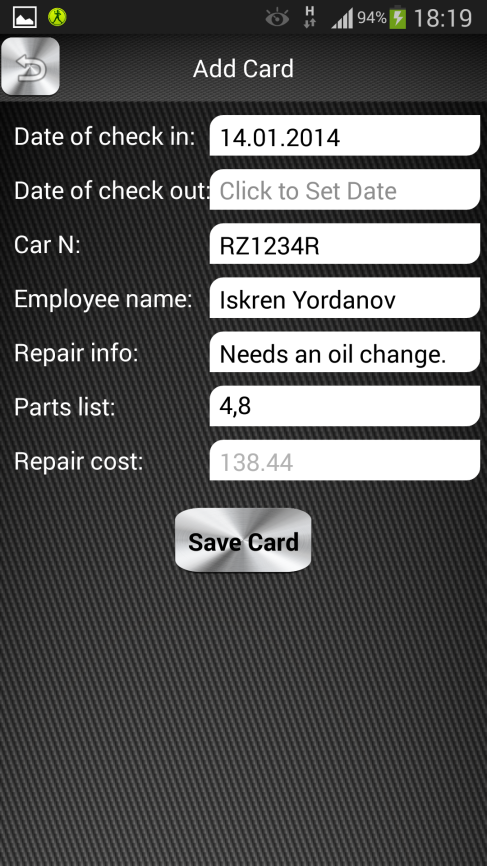 H 94% 18:19
Add Card
Date of check in: 14.01.2014
Date of check out: Click to Set Date
Car N: RZ1234R
Employee name: Iskren Yordanov
Repair info: Needs an oil change.
Parts list: 4,8
Repair cost: 138.44
Save Card